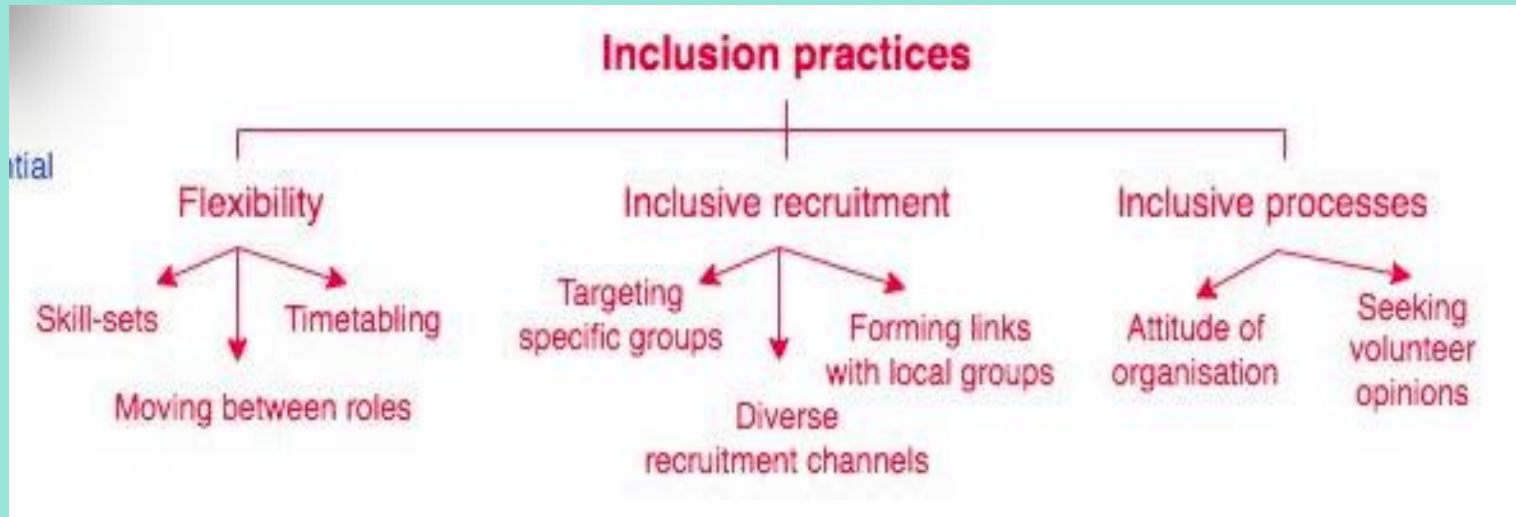 Inclusion practices
ntial
Flexibility
Inclusive recruitment
Inclusive processes
Skill-sets
Timetabling
Moving between roles
Targeting
specific groups
Forming links
with local groups
Diverse
recruitment channels
Attitude of
organisation
Seeking
volunteer
opinions